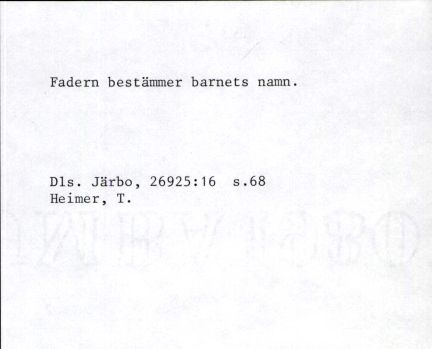 Fadern bestämmer barnets namn.
Dls. Järbo, 26925:16 s.68
Heimer, T.